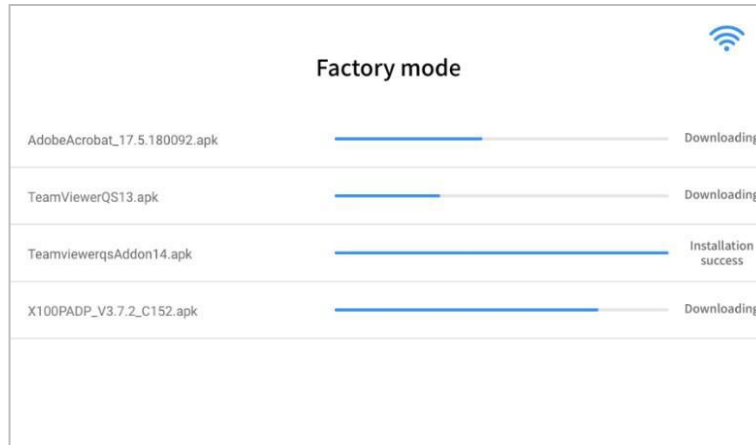 Factory mode
AdobeAcrobat_17.5.180092.apk
Downloading
TeamViewerQS13.apk
Downloading
TeamviewerqsAddon14.apk
Installation
success
X100PADP_V3.7.2_C152.apk
Downloading